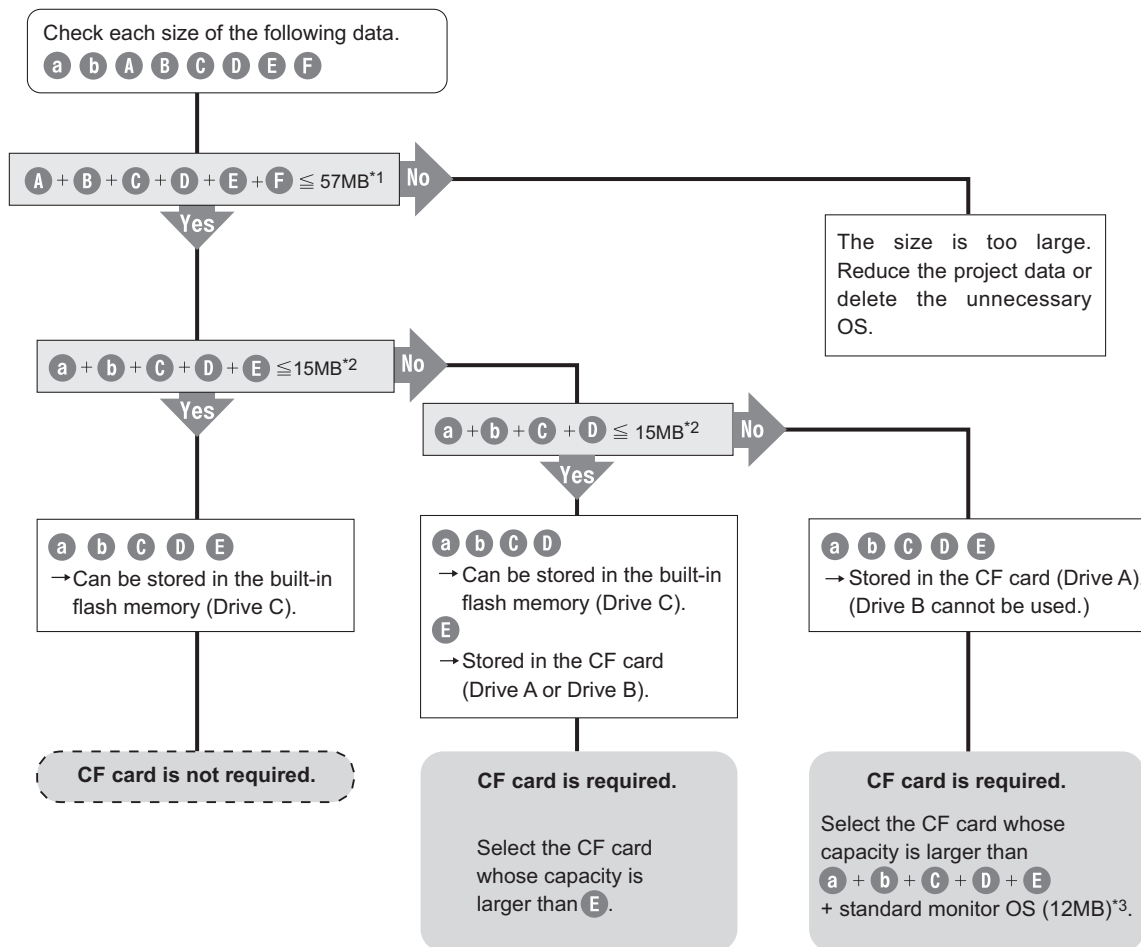 Check each size of the following data.
a b A B C D E F
A + B + C + D + E + F ≦ 57MB*1
No
Yes
The size is too large.
Reduce the project data or
delete the unnecessary
OS.
a + b + C + D + E ≦15MB*2
No
Yes
a + b + C + D ≦ 15MB*2
No
Yes
a b C D E
→Can be stored in the built-in
flash memory (Drive C).
a b C D
→Can be stored in the built-in
flash memory (Drive C).
E
→Stored in the CF card
(Drive A or Drive B).
a b C D E
→ Stored in the CF card (Drive A).
(Drive B cannot be used.)
CF card is not required.
CF card is required.
Select the CF card
whose capacity is
larger than E.
CF card is required.
Select the CF card whose
capacity is larger than
a + b + C + D + E
+ standard monitor OS (12MB)*3.